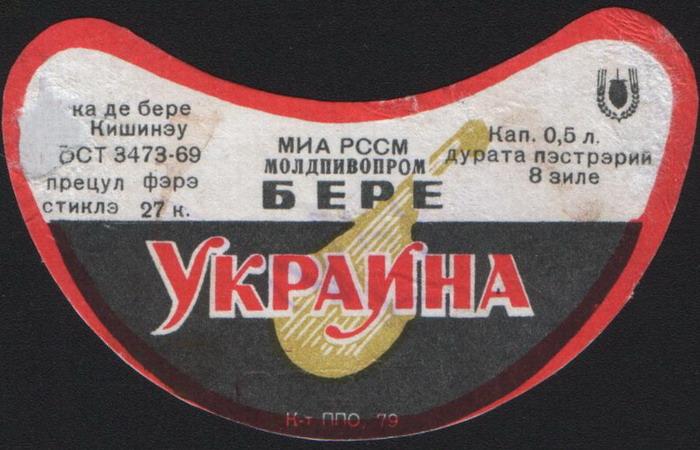 ка де бере
Кишинэу
ОСТ 3473-69
прецул фэрэ
стиклэ 27 к.
МИА РССМ
МОЛДПИВОПРОМ
БЕРЕ
Кап. 0,5 л.
дурата пэстрэрий
8 зиле
УКРАИНА
К-т ППО, 79